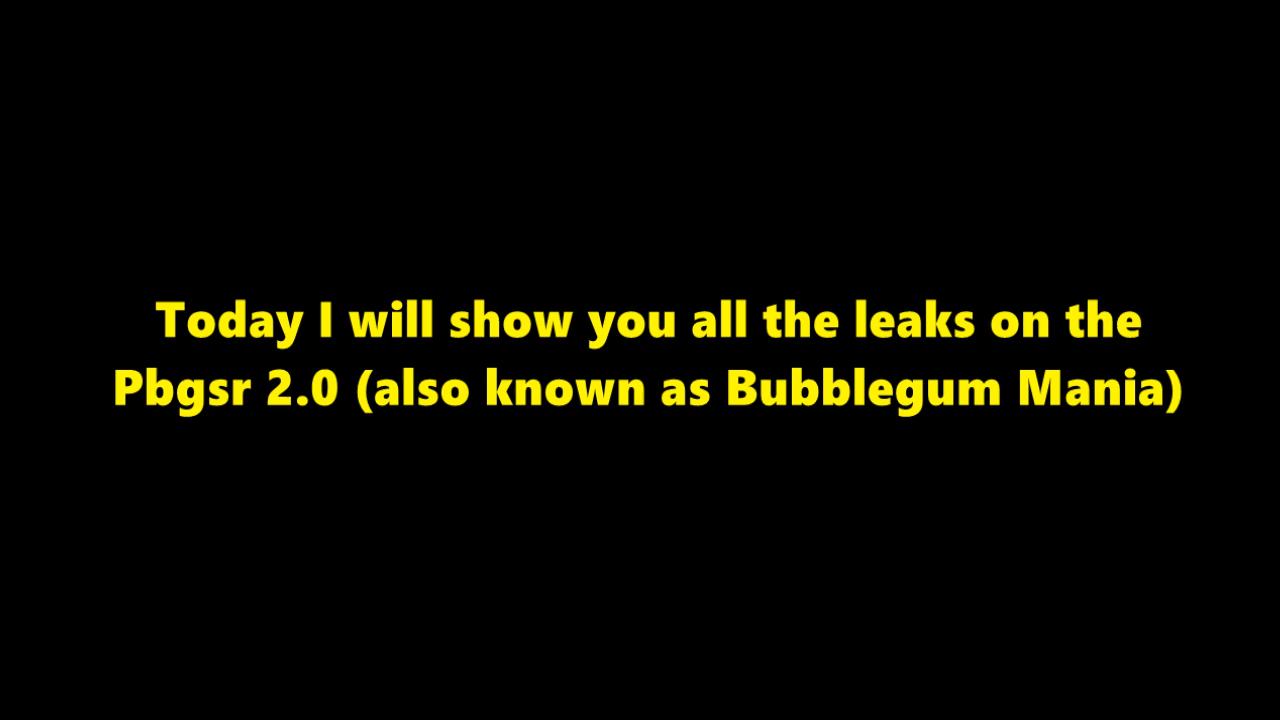 Today I will show you all the leaks on the
Pbgsr 2.0 (also known as Bubblegum Mania)